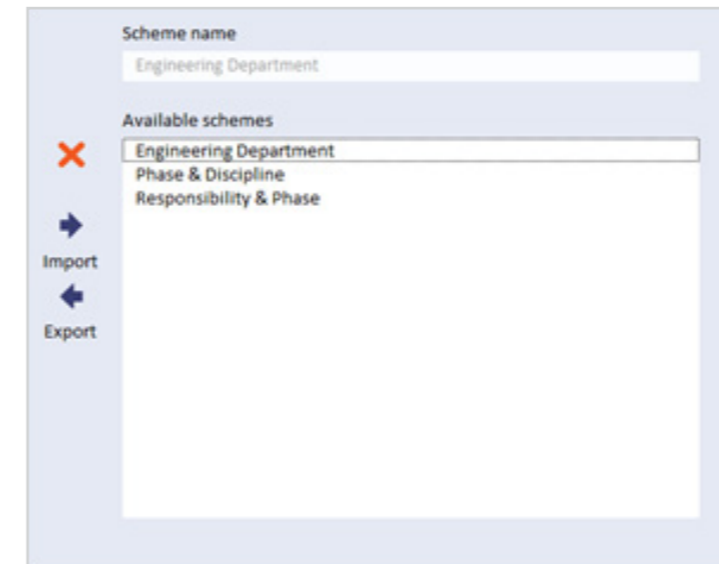 Scheme name
Engineering Department
Available schemes
Engineering Department
Phase & Discipline
Responsibility & Phase
Import
Export